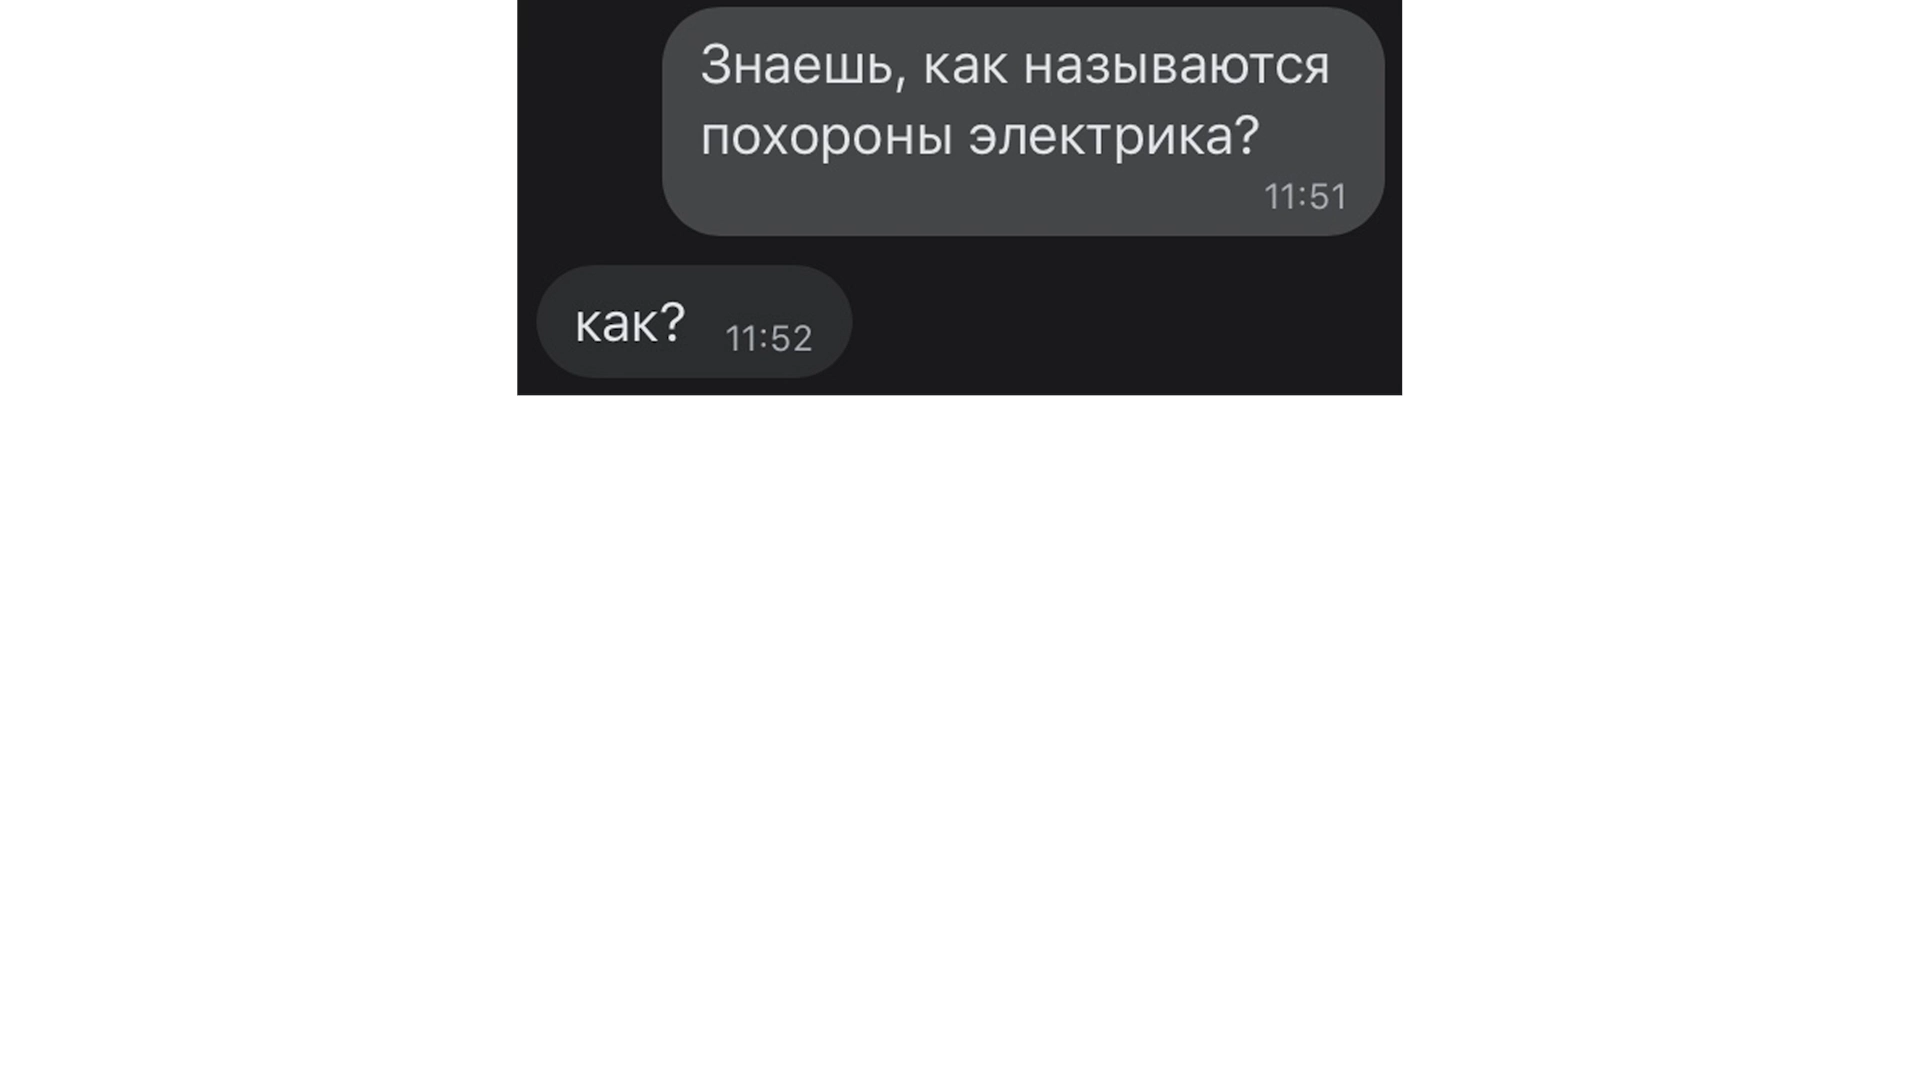 Знаешь, как называются
похороны электрика?
11:51
как? 11:52